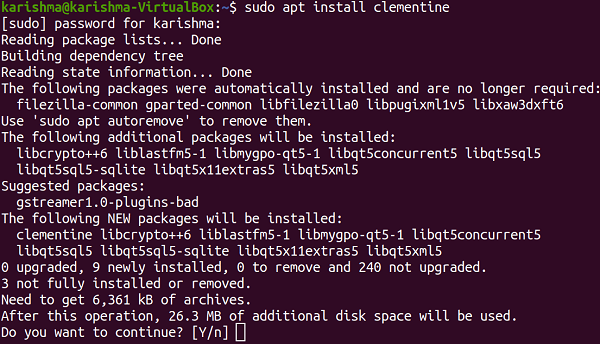 karishma@karishma-VirtualBox:~$ sudo apt install clementine
[sudo] password for karishma:
Reading package lists... Done
Building dependency tree
Reading state information... Done
The following packages were automatically installed and are no longer required:
  filezilla-common gparted-common libfilezilla0 libpugixml1v5 libxaw3dxft6
Use 'sudo apt autoremove' to remove them.
The following additional packages will be installed:
  libcrypto++6 liblastfm5-1 libmygpo-qt5-1 libqt5concurrent5 libqt5sql5
  libqt5sql5-sqlite libqt5x11extras5 libqt5xml5
Suggested packages:
  gstreamer1.0-plugins-bad
The following NEW packages will be installed:
  clementine libcrypto++6 liblastfm5-1 libmygpo-qt5-1 libqt5concurrent5
  libqt5sql5 libqt5sql5-sqlite libqt5x11extras5 libqt5xml5
0 upgraded, 9 newly installed, 0 to remove and 240 not upgraded.
3 not fully installed or removed.
Need to get 6,361 kB of archives.
After this operation, 26.3 MB of additional disk space will be used.
Do you want to continue? [Y/n]